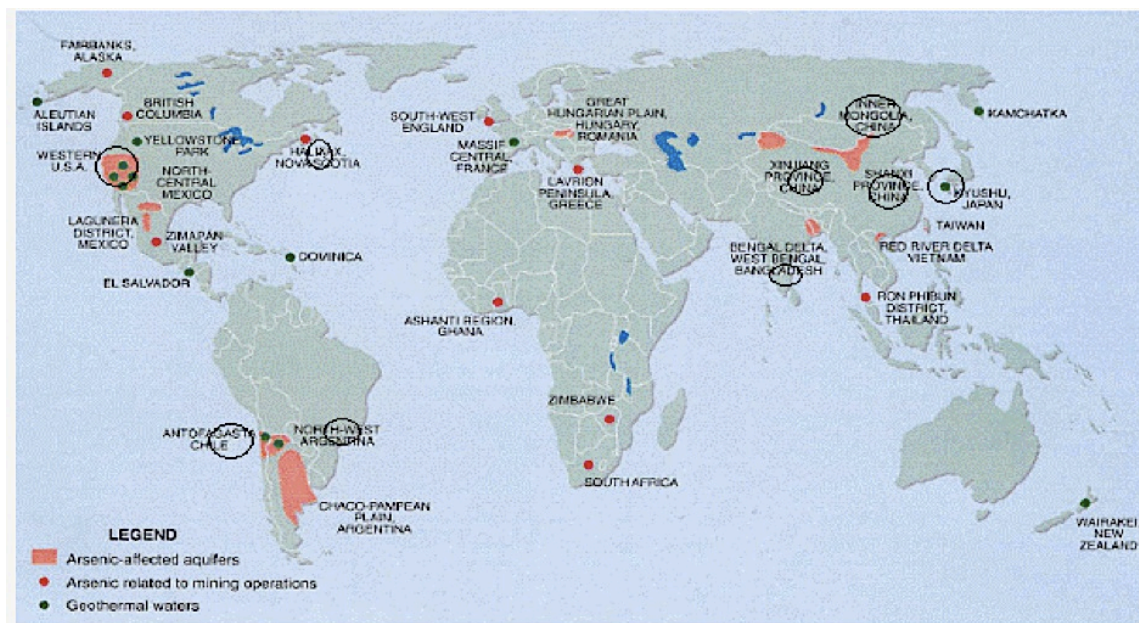 FAIRBANKS,
ALASKA
ALEUTIAN
ISLANDS
BRITISH
COLUMBIA
YELLOWSTONE
PARK
WESTERN
U.S.A.
NORTH-
CENTRAL
MEXICO
HALIFAX,
NOVASCOTIA
LAGUNERA
DISTRICT,
MEXICO
ZIMAPAN
VALLEY
EL SALVADOR
DOMINICA
SOUTH-WEST
ENGLAND
MASSIF
CENTRAL,
FRANCE
GREAT
HUNGARIAN PLAIN,
HUNGARY,
ROMANIA
LAVRION
PENINSULA,
GREECE
INNER
MONGOLIA,
CHINA
KAMCHATKA
XINJIANG
PROVINCE,
CHINA
SHANXI
PROVINCE,
CHINA
KYUSHU,
JAPAN
TAIWAN
BENGAL DELTA,
WEST BENGAL,
BANGLADESH
RED RIVER DELTA
VIETNAM
RON PHIBUN
DISTRICT,
THAILAND
ASHANTI REGION,
GHANA
ZIMBABWE
SOUTH AFRICA
ANTOFAGASTA
CHILE
NORTH-WEST
ARGENTINA
CHACO-PAMPEAN
PLAIN,
ARGENTINA
WAIRAKEI,
NEW
ZEALAND
LEGEND
Arsenic-affected aquifers
Arsenic related to mining operations
Geothermal waters